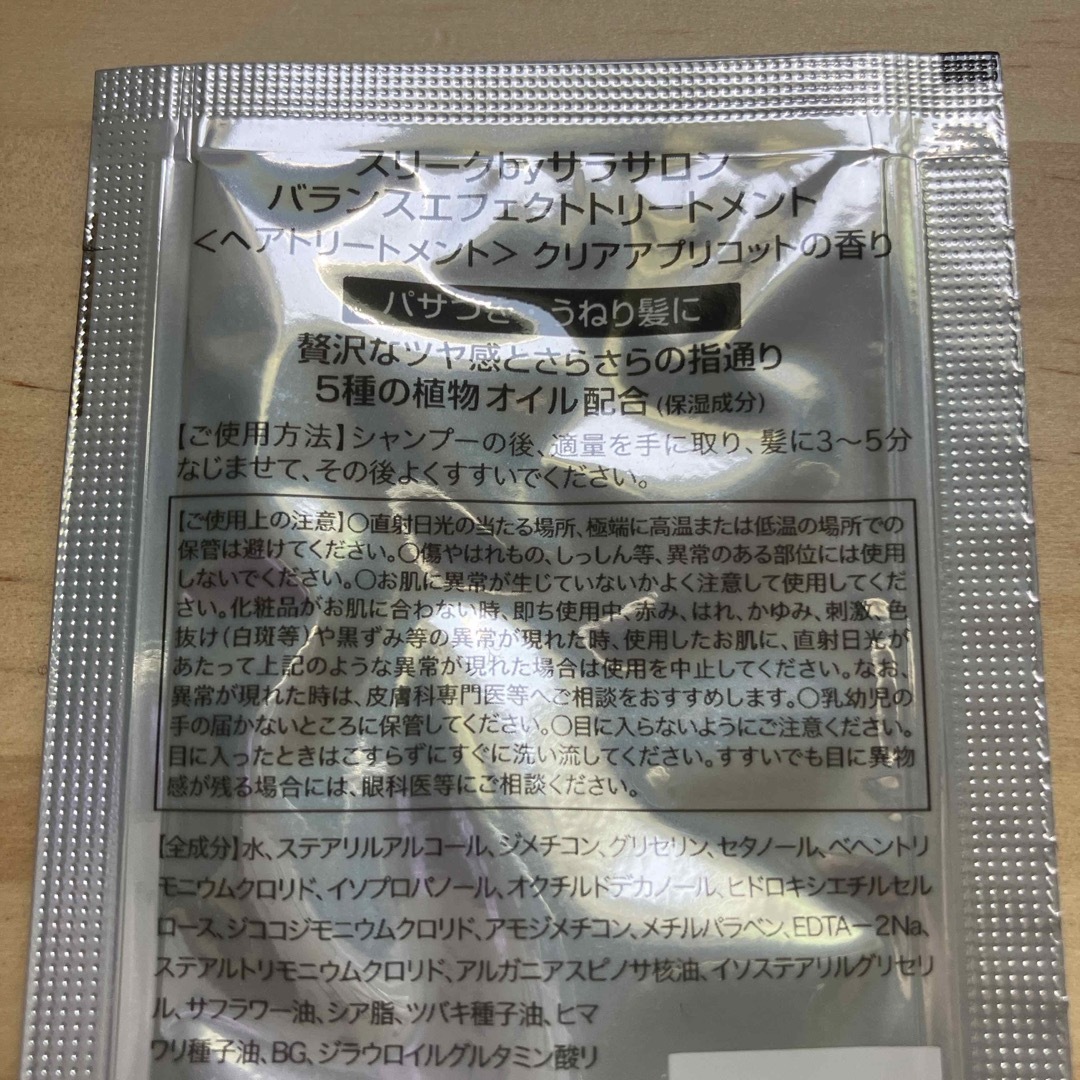 スリークbyサラサロン
バランスエフェクトトリートメント
＜ヘアトリートメント＞ クリアアプリコットの香り
パサつき・うねり髪に
贅沢なツヤ感とさらさらの指通り
5種の植物オイル配合（保湿成分）
【ご使用方法】シャンプーの後、適量を手に取り、髪に3〜5分
なじませて、その後よくすすいでください。
【ご使用上の注意】○直射日光の当たる場所、極端に高温または低温の場所での
保管は避けてください。○傷やはれもの、しっしん等、異常のある部位には使用
しないでください。○お肌に異常が生じていないかよく注意して使用してくだ
さい。化粧品がお肌に合わない時、即ち使用中、赤み、はれ、かゆみ、刺激、色
抜け（白斑等）や黒ずみ等の異常が現れた時、使用したお肌に、直射日光が
あたって上記のような異常が現れた場合は使用を中止してください。なお、
異常が現れた時は、皮膚科専門医等へご相談をおすすめします。○乳幼児の
手の届かないところに保管してください。○目に入らないようにご注意ください。
目に入ったときはこすらずにすぐに洗い流してください。すすいでも目に異物
感が残る場合には、眼科医等にご相談ください。
【全成分】水、ステアリルアルコール、ジメチコン、グリセリン、セタノール、ベヘントリ
モニウムクロリド、イソプロパノール、オクチルドデカノール、ヒドロキシエチルセル
ロース、ジココジモニウムクロリド、アモジメチコン、メチルパラベン、EDTA－2Na、
ステアルトリモニウムクロリド、アルガニアスピノサ核油、イソステアリルグリセリ
ル、サフラワー油、シア脂、ツバキ種子油、ヒマ
ワリ種子油、BG、ジラウロイルグルタミン酸リ